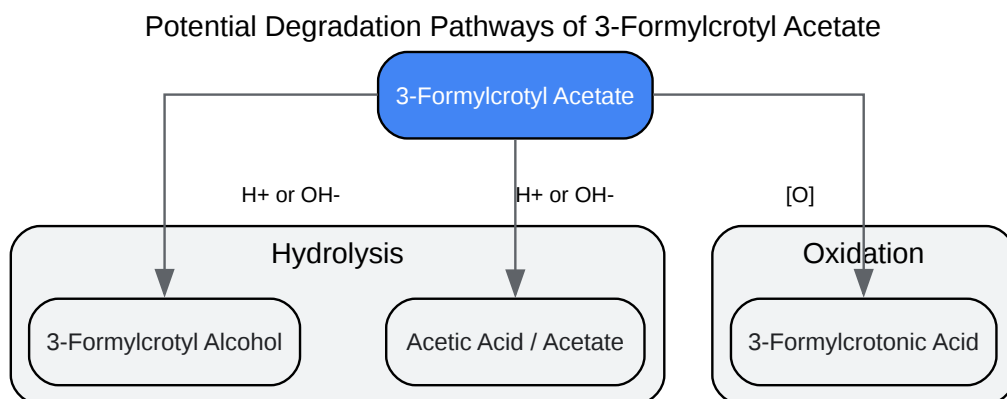 Potential Degradation Pathways of 3-Formylcrotyl Acetate
3-Formylcrotyl Acetate
H+ or OH-
H+ or OH-
[O]
Hydrolysis
Oxidation
3-Formylcrotyl Alcohol
Acetic Acid / Acetate
3-Formylcrotonic Acid